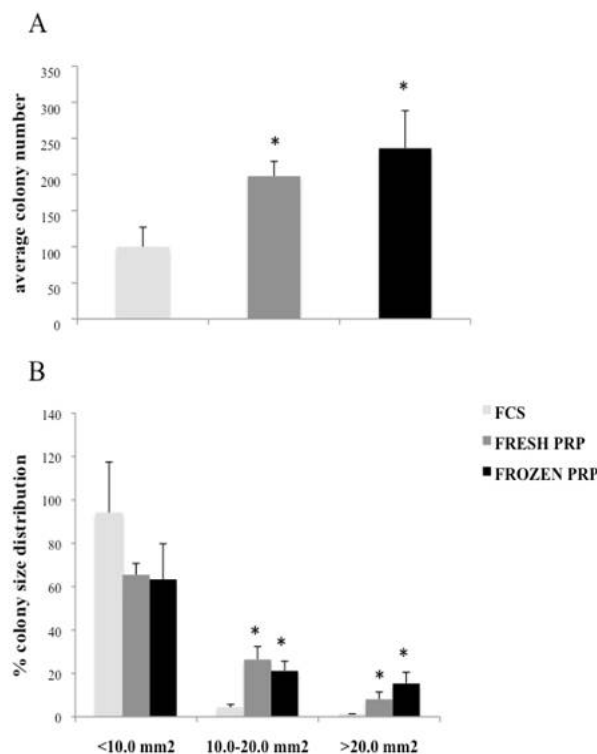 A
average colony number
350
300
250
200
150
100
50
0
*
*
B
% colony size distribution
140
120
100
80
60
40
20
0
* *
* *
<10.0 mm2 10.0-20.0 mm2 >20.0 mm2
FCS
FRESH PRP
FROZEN PRP